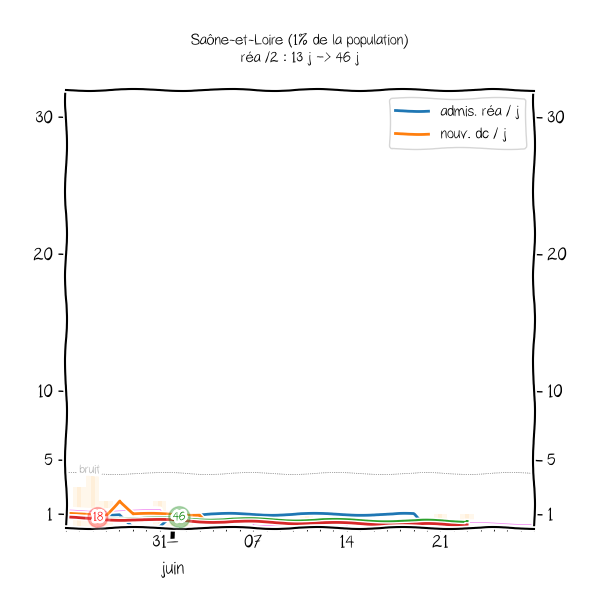 Saône-et-Loire (1% de la population)
réa /2 : 13 j -> 46 j
admis. réa / j
nouv. dc / j
30
30
20
20
10
10
5
5
bruit
1
1
18
46
31
07
14
21
juin